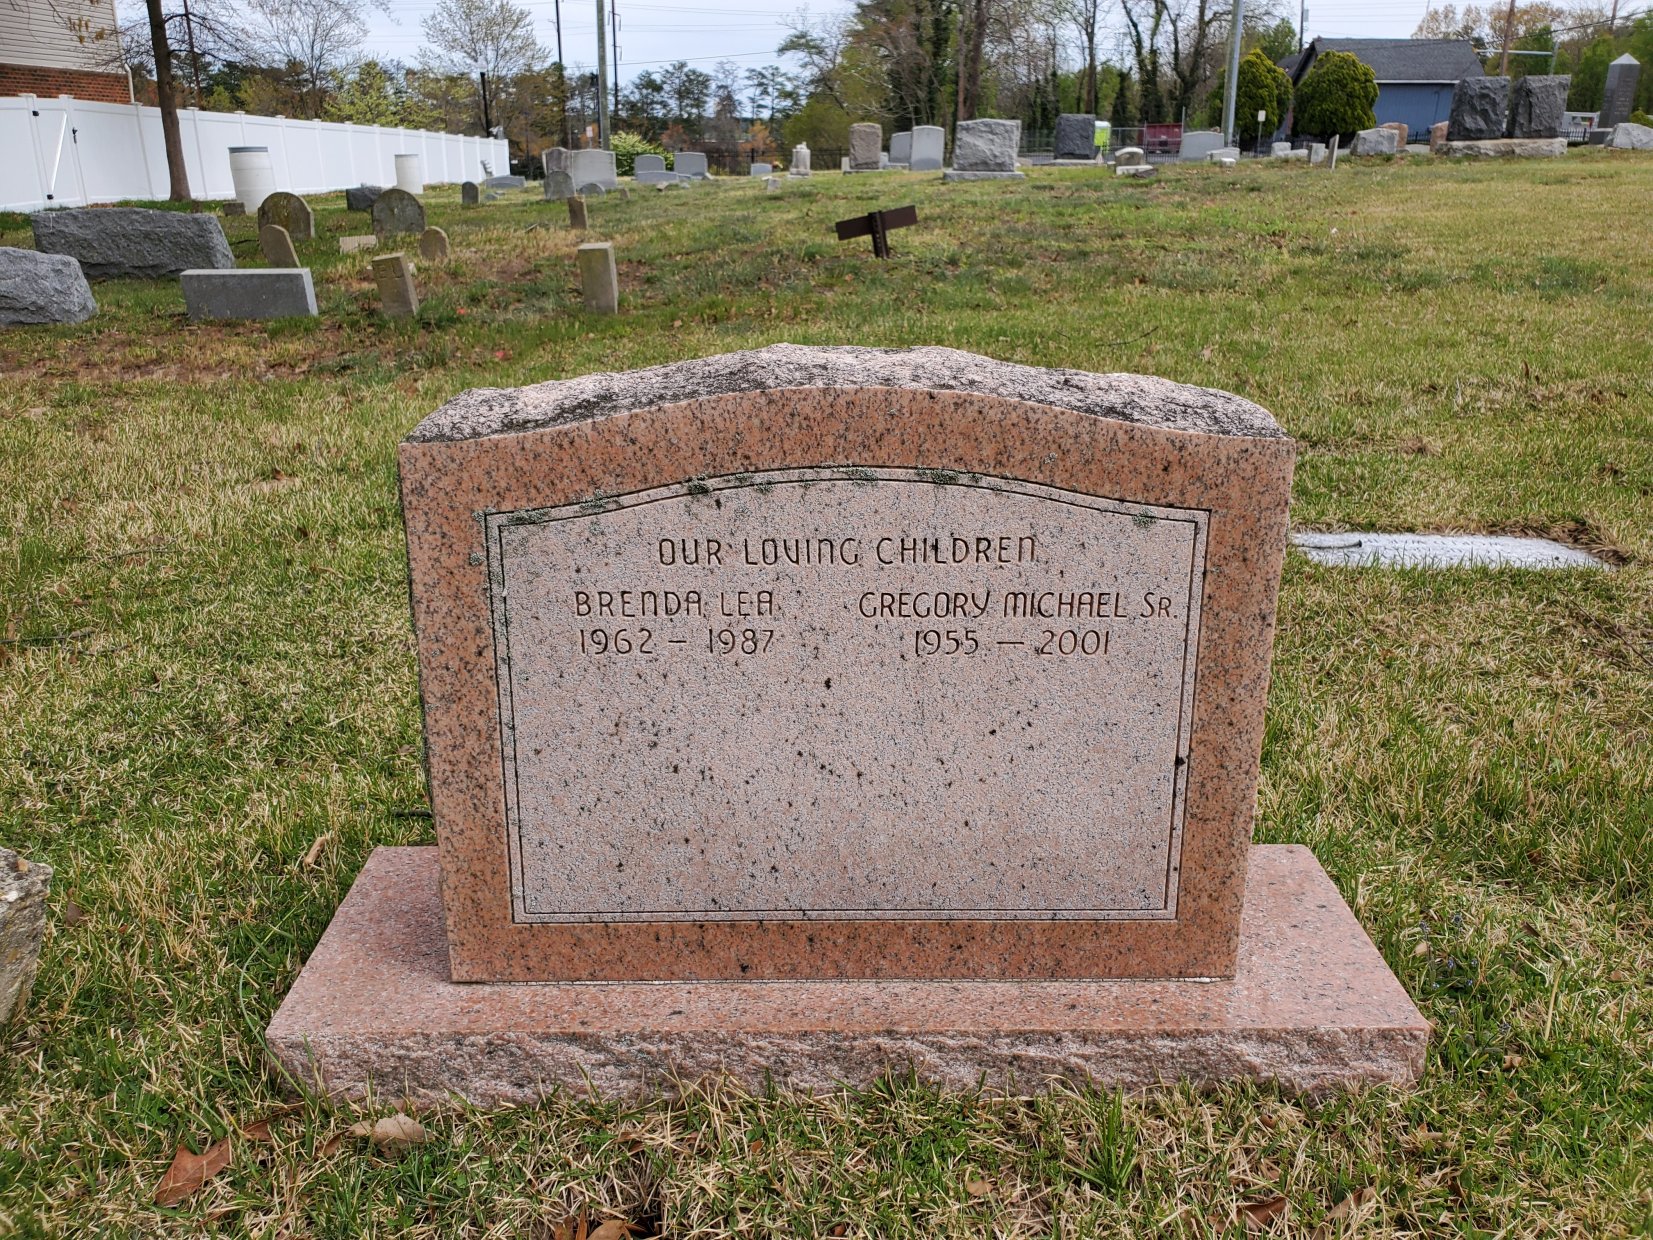 OUR LOVING CHILDREN
BRENDA LEA GREGORY MICHAEL SR.
1962 – 1987 1955 — 2001